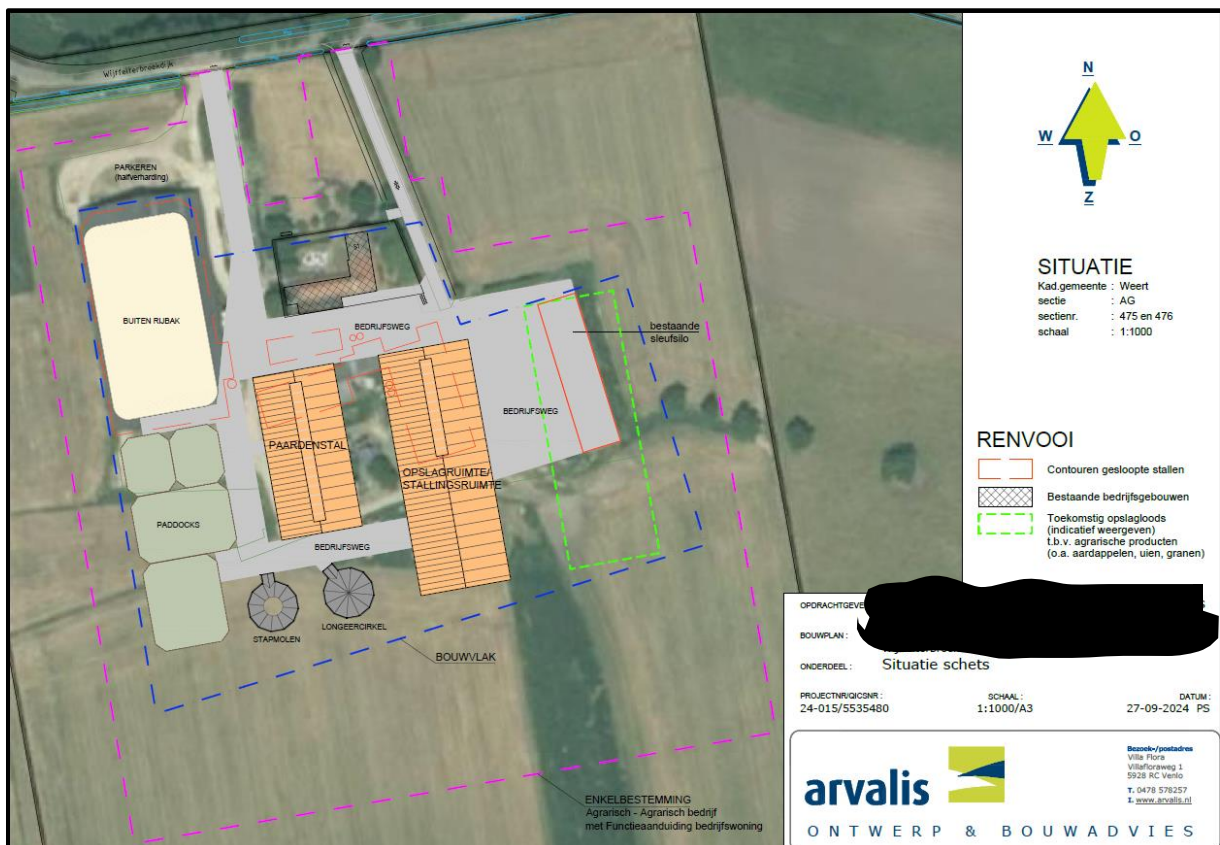 Wijffelterbroekdijk
PARKEREN
(halfverharding)
BUITEN RIJBAK
BEDRIJFSWEG
bestaande
sleufsilo
BEDRIJFSWEG
PAARDENSTAL
OPSLAGRUIMTE/
STALLINGSRUIMTE
PADDOCKS
BEDRIJFSWEG
STAPMOLEN
LONGEERCIRKEL
BOUWVLAK
ENKELBESTEMMING
Agrarisch - Agrarisch bedrijf
met Functieaanduiding bedrijfswoning
N
W O
Z
SITUATIE
Kad.gemeente : Weert
sectie : AG
sectienr. : 475 en 476
schaal : 1:1000
RENVOOI
Contouren gesloopte stallen
Bestaande bedrijfsgebouwen
Toekomstig opslagloods
(indicatief weergeven)
t.b.v. agrarische producten
(o.a. aardappelen, uien, granen)
BOUWPLAN :
ONDERDEEL : Situatie schets
PROJECTNR/QICSNR : SCHAAL : DATUM :
24-015/5535480 1:1000/A3 27-09-2024 PS
arvalis
Bezoek-/postadres
Villa Flora
Villafloraweg 1
5928 RC Venlo
T. 0478 578257
I. www.arvalis.nl
ONTWERP & BOUWADVIES